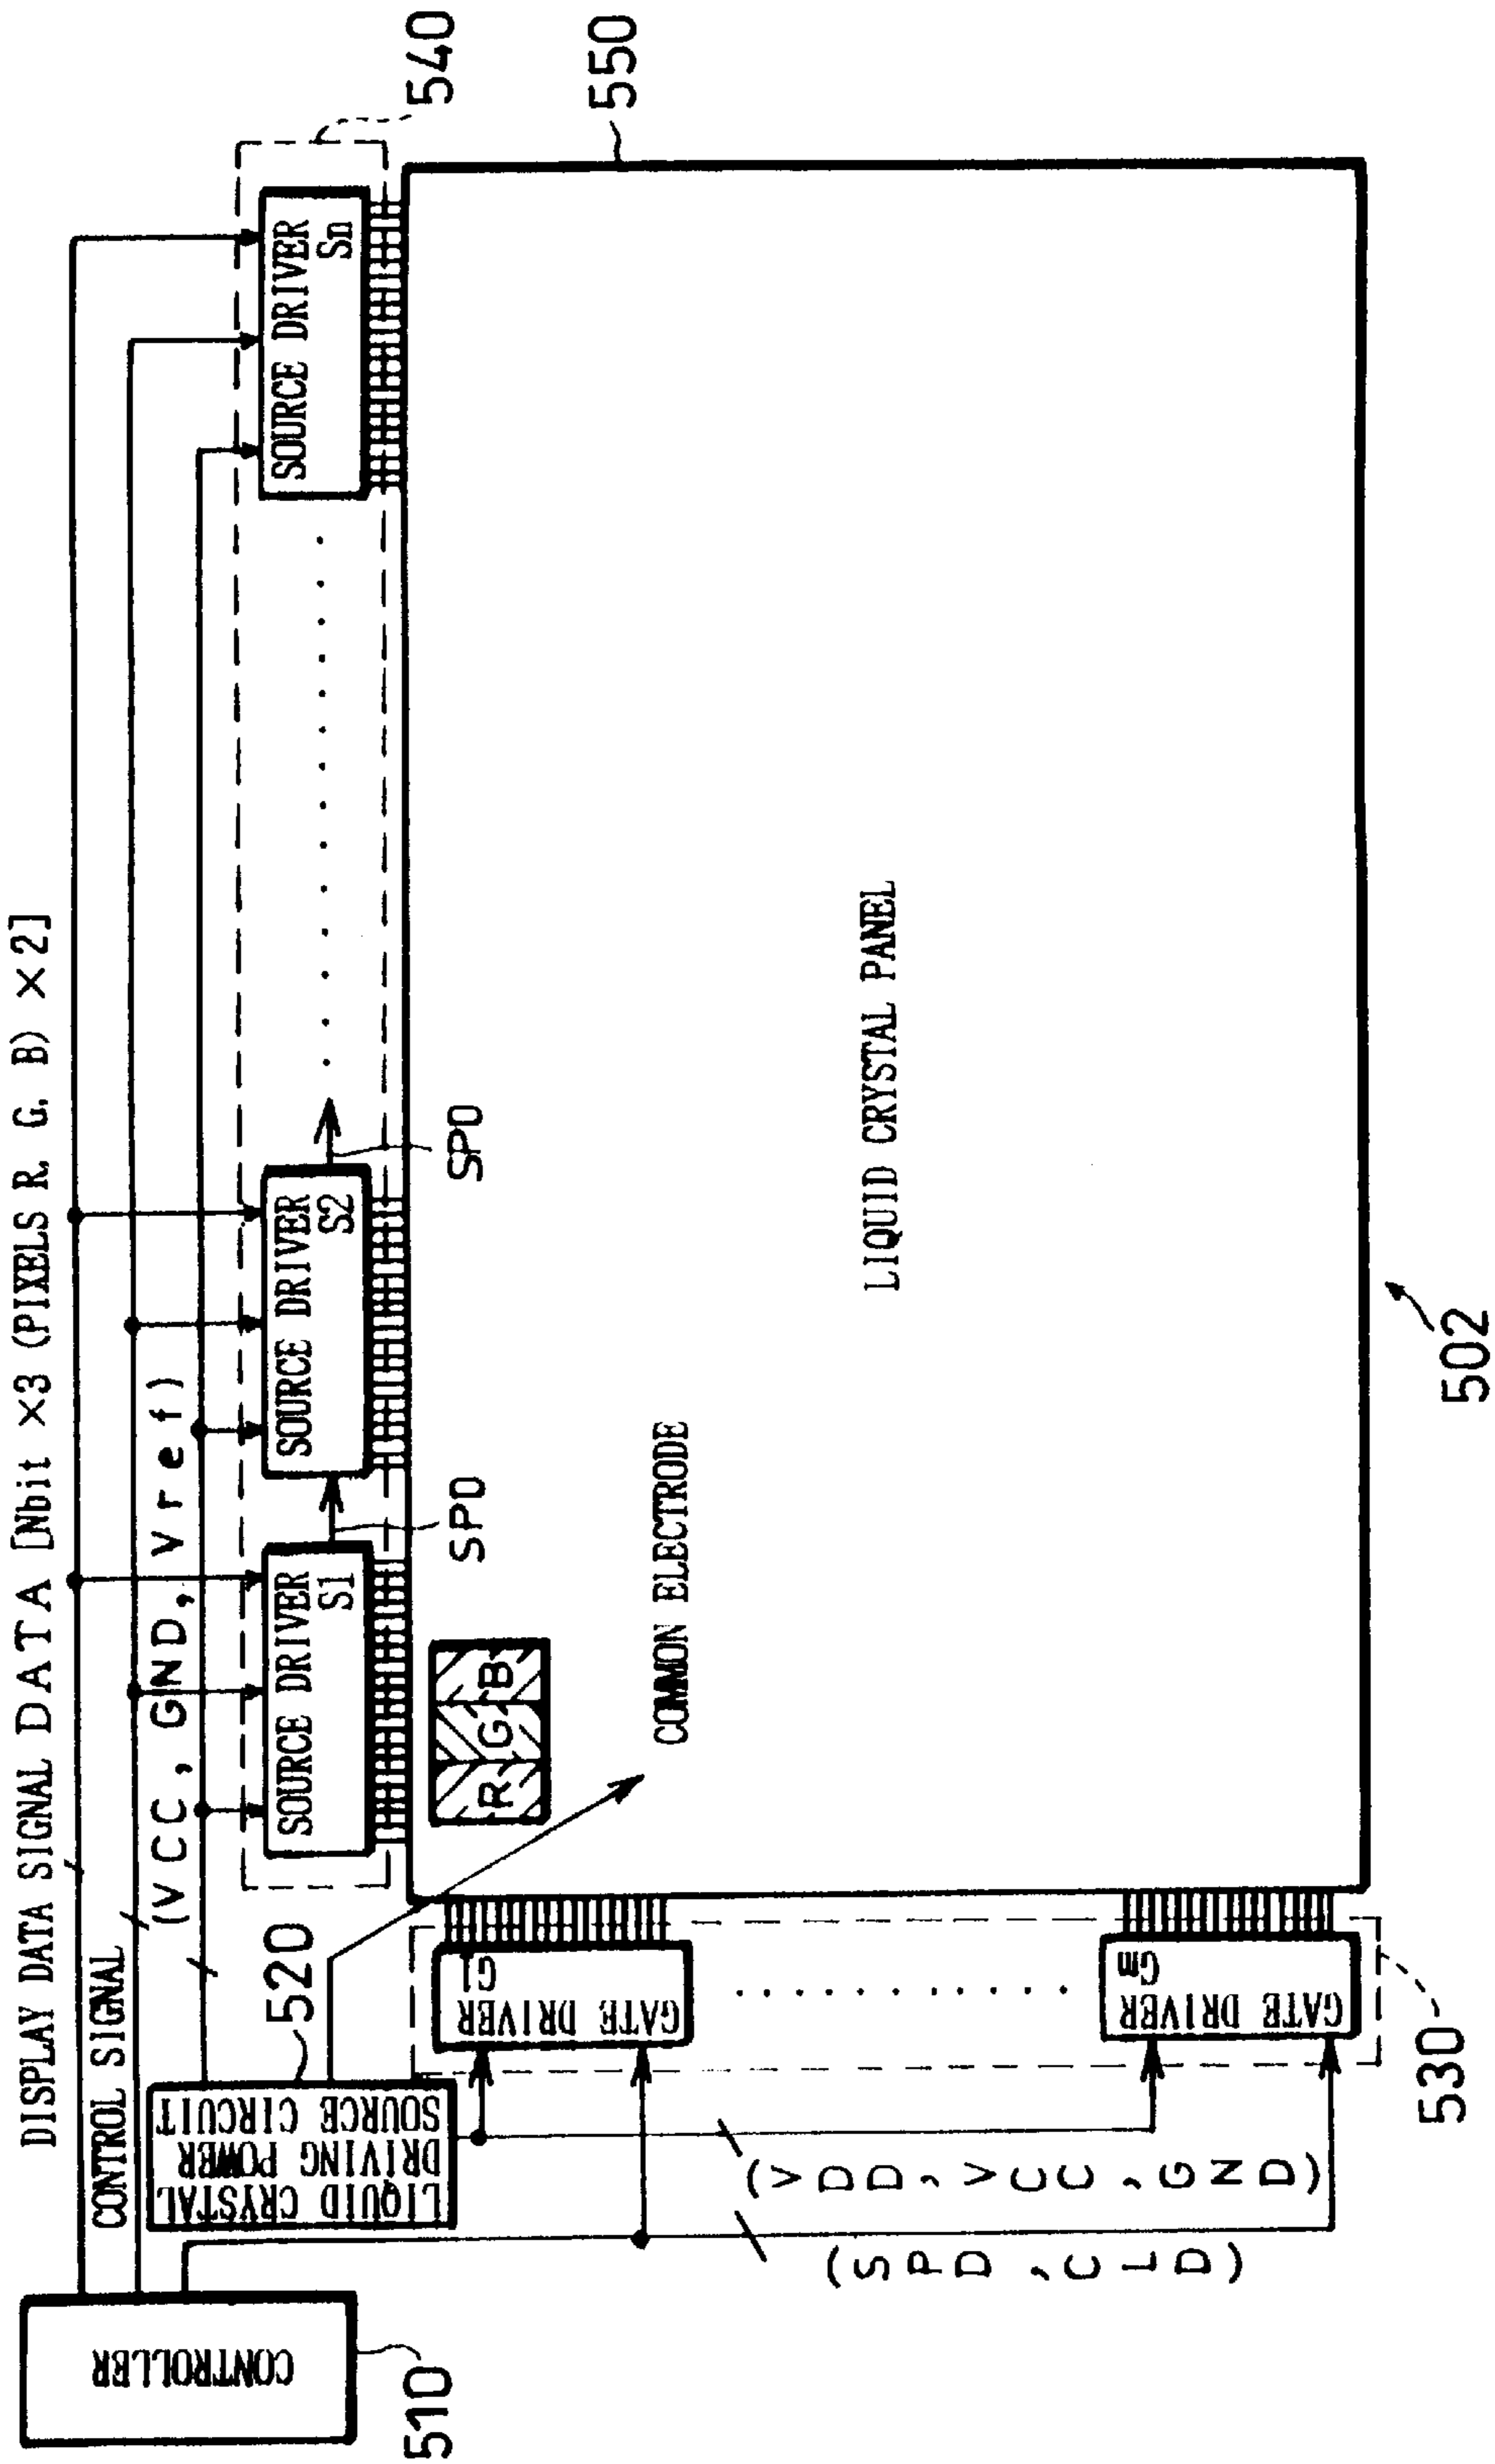 DISPLAY DATA SIGNAL DATA [Nbit ×3 (PIXELS R. G. B) ×2]
CONTROL SIGNAL
(VCC, GND, Vref)
CONTROLLER
510
LIQUID CRYSTAL
DRIVING POWER
SOURCE CIRCUIT
520
SOURCE DRIVER
S1
SPO
SOURCE DRIVER
S2
SPO
SOURCE DRIVER
Sn
540
550
R G B
COMMON ELECTRODE
LIQUID CRYSTAL PANEL
GATE DRIVER
G1
GATE DRIVER
Gm
530
(VDD, VCC, GND)
(SPD, CLD)
502